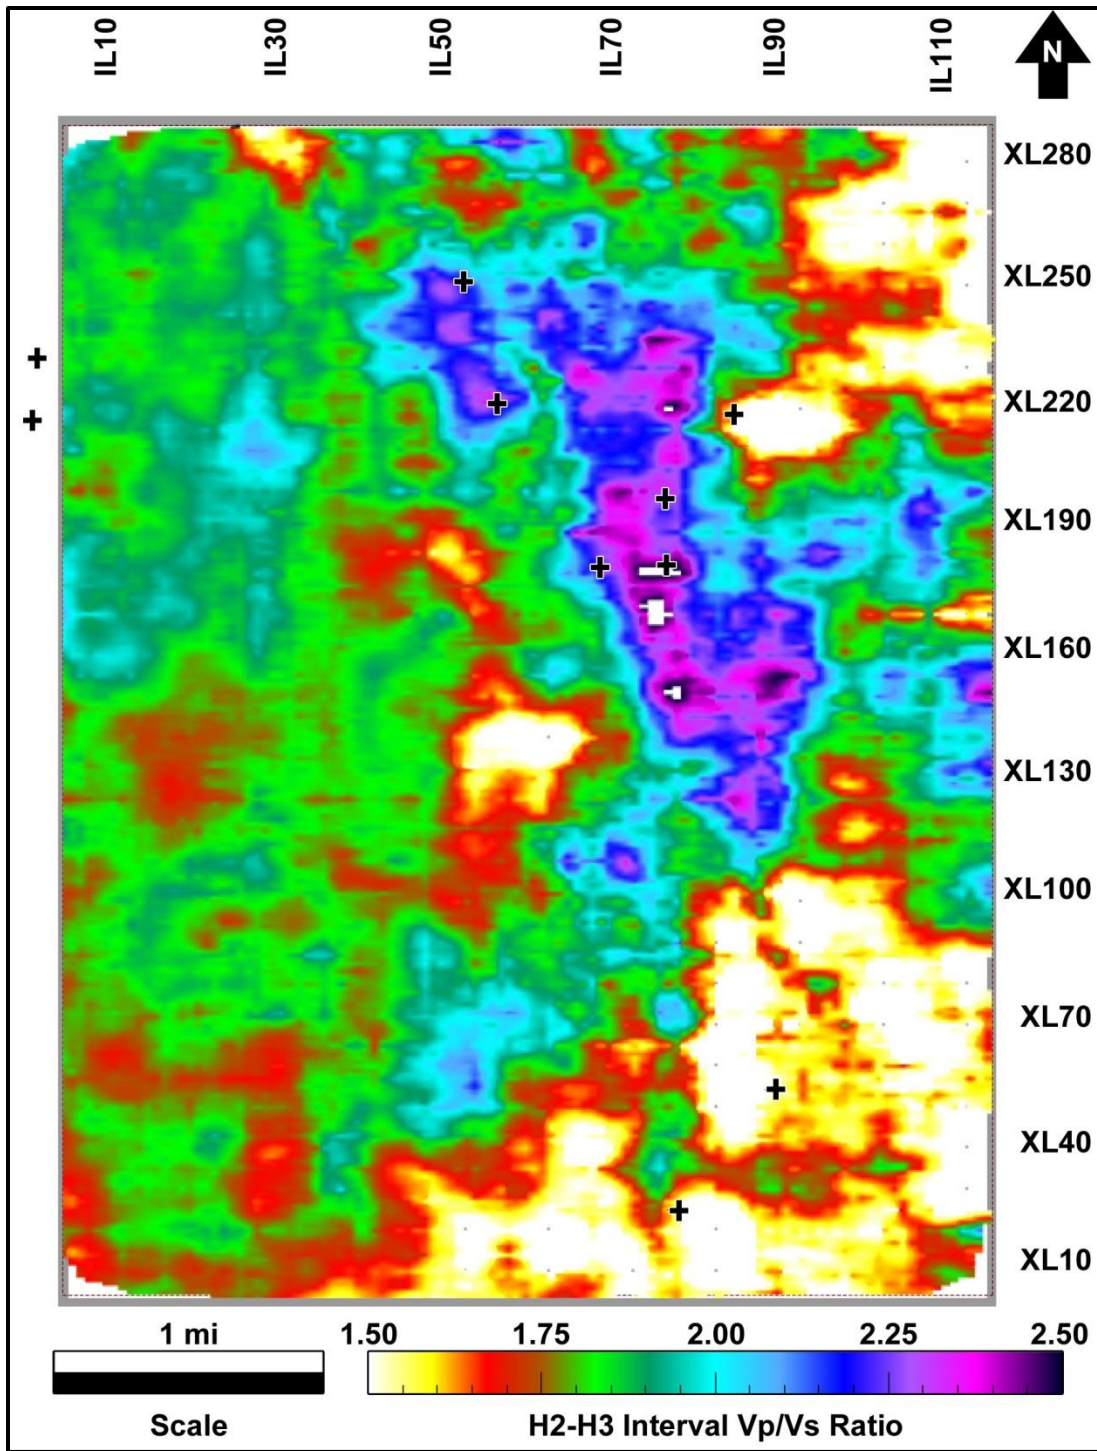 IL10 IL30 IL50 IL70 IL90 IL110 N
XL280
XL250
XL220
XL190
XL160
XL130
XL100
XL70
XL40
XL10
1 mi 1.50 1.75 2.00 2.25 2.50
Scale H2-H3 Interval Vp/Vs Ratio